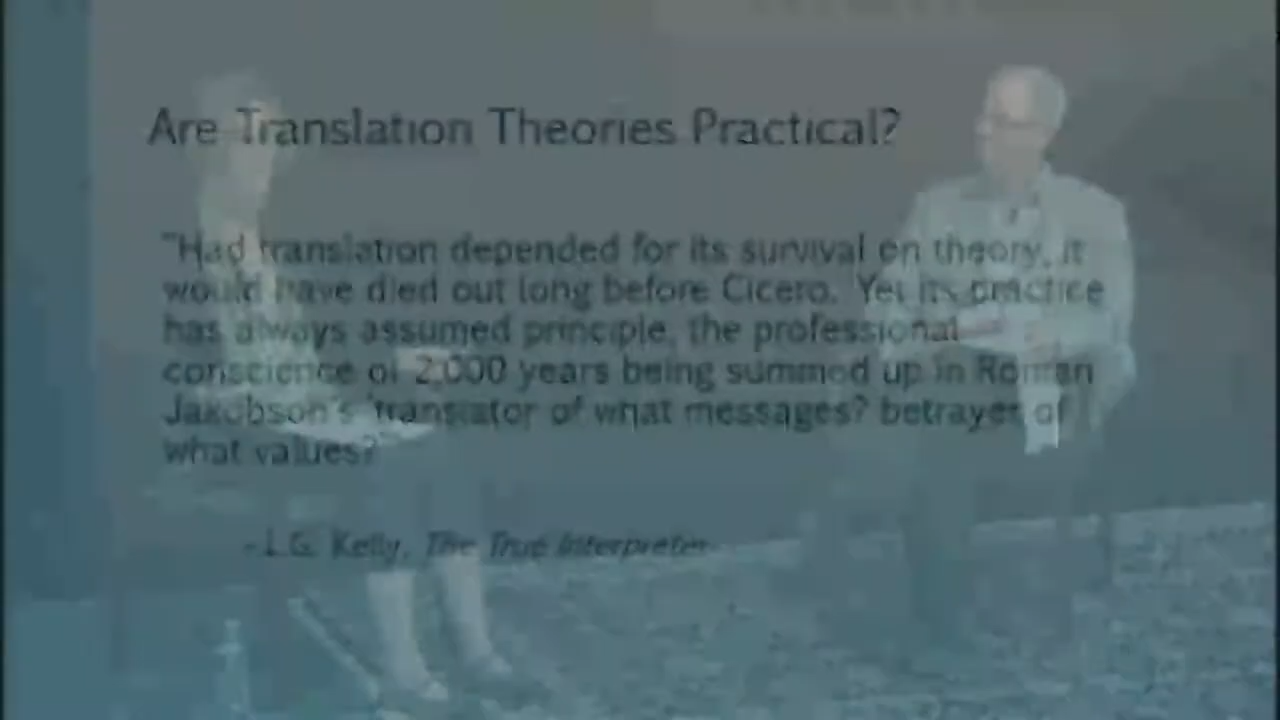 Are Translation Theories Practical?
"Had translation depended for its survival on theory, it
would have died out long before Cicero. Yet its practice
has always assumed principle, the professional
conscience of 2,000 years being summed up in Roman
Jakobson's 'translator of what messages? betrayer of
what values?'
- L.G. Kelly, The True Interpreter